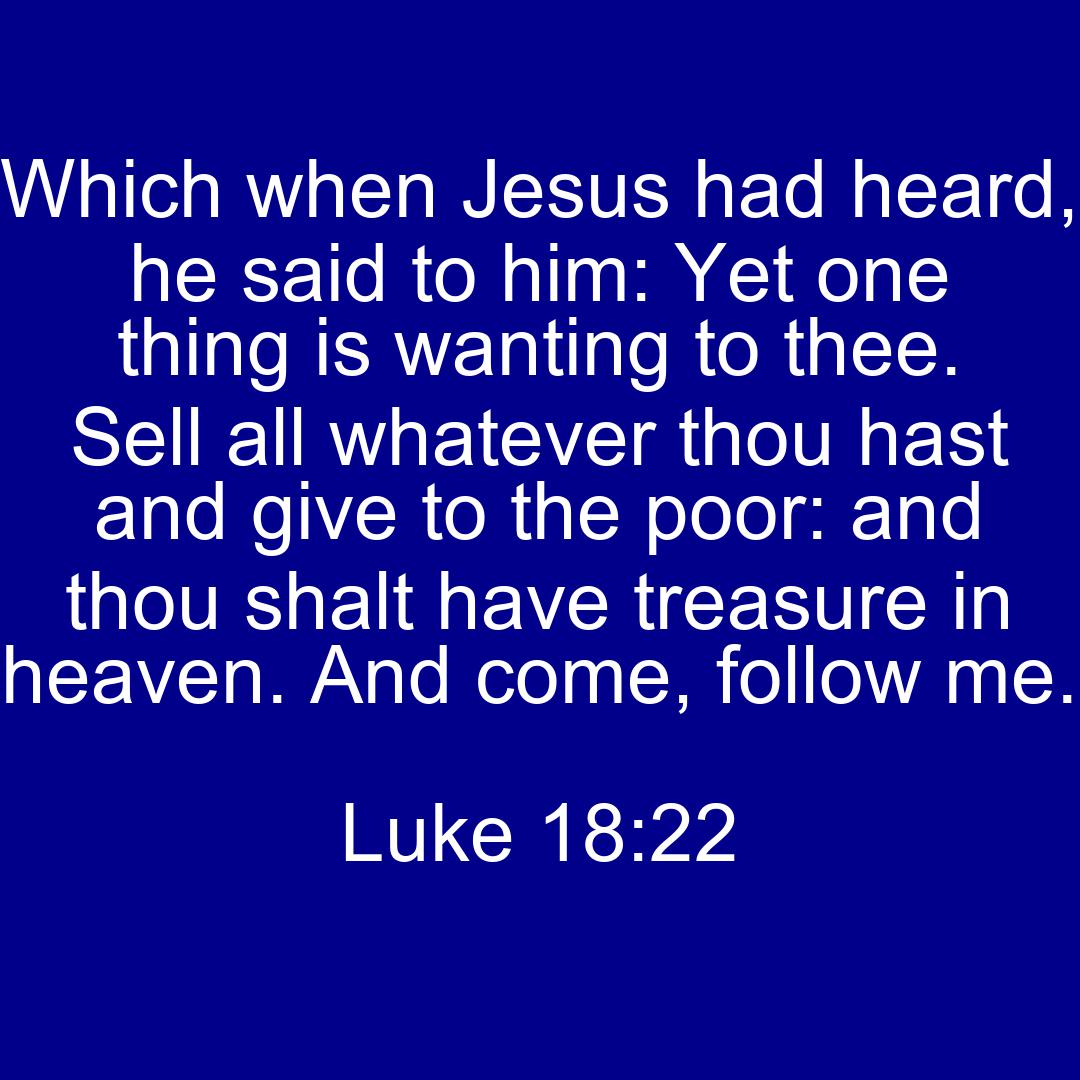 Which when Jesus had heard,
he said to him: Yet one
thing is wanting to thee.
Sell all whatever thou hast
and give to the poor: and
thou shalt have treasure in
heaven. And come, follow me.
Luke 18:22